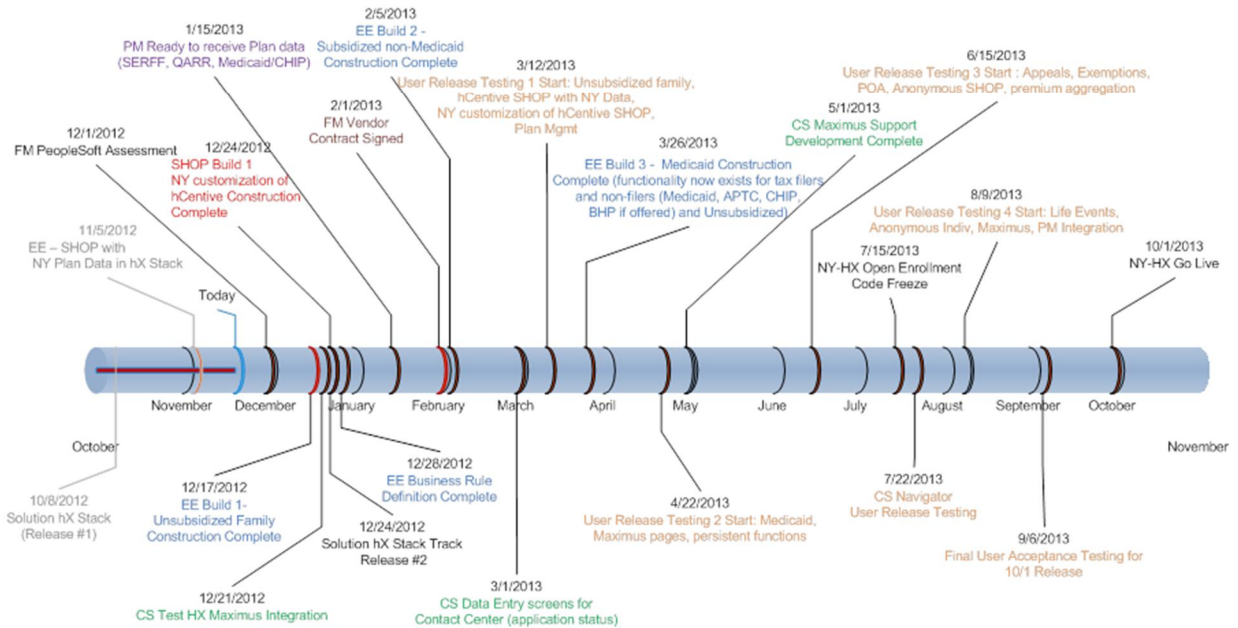 2/5/2013
EE Build 2 -
Subsidized non-Medicaid
Construction Complete
1/15/2013
PM Ready to receive Plan data
(SERFF, QARR, Medicaid/CHIP)
3/12/2013
User Release Testing 1 Start: Unsubsidized family,
hCentive SHOP with NY Data,
NY customization of hCentive SHOP,
Plan Mgmt
6/15/2013
User Release Testing 3 Start : Appeals, Exemptions,
POA, Anonymous SHOP, premium aggregation
2/1/2013
FM Vendor
Contract Signed
5/1/2013
CS Maximus Support
Development Complete
12/1/2012
FM PeopleSoft Assessment
12/24/2012
SHOP Build 1
NY customization of
hCentive Construction
Complete
3/26/2013
EE Build 3 - Medicaid Construction
Complete (functionality now exists for tax filers
and non-filers (Medicaid, APTC, CHIP,
BHP if offered) and Unsubsidized)
8/9/2013
User Release Testing 4 Start: Life Events,
Anonymous Indiv, Maximus, PM Integration
11/5/2012
EE – SHOP with
NY Plan Data in hX Stack
7/15/2013
NY-HX Open Enrollment
Code Freeze
10/1/2013
NY-HX Go Live
Today
November
December
January
February
March
April
May
June
July
August
September
October
October
November
10/8/2012
Solution hX Stack
(Release #1)
12/17/2012
EE Build 1-
Unsubsidized Family
Construction Complete
12/21/2012
CS Test HX Maximus Integration
12/24/2012
Solution hX Stack Track
Release #2
12/28/2012
EE Business Rule
Definition Complete
3/1/2013
CS Data Entry screens for
Contact Center (application status)
4/22/2013
User Release Testing 2 Start: Medicaid,
Maximus pages, persistent functions
7/22/2013
CS Navigator
User Release Testing
9/6/2013
Final User Acceptance Testing for
10/1 Release